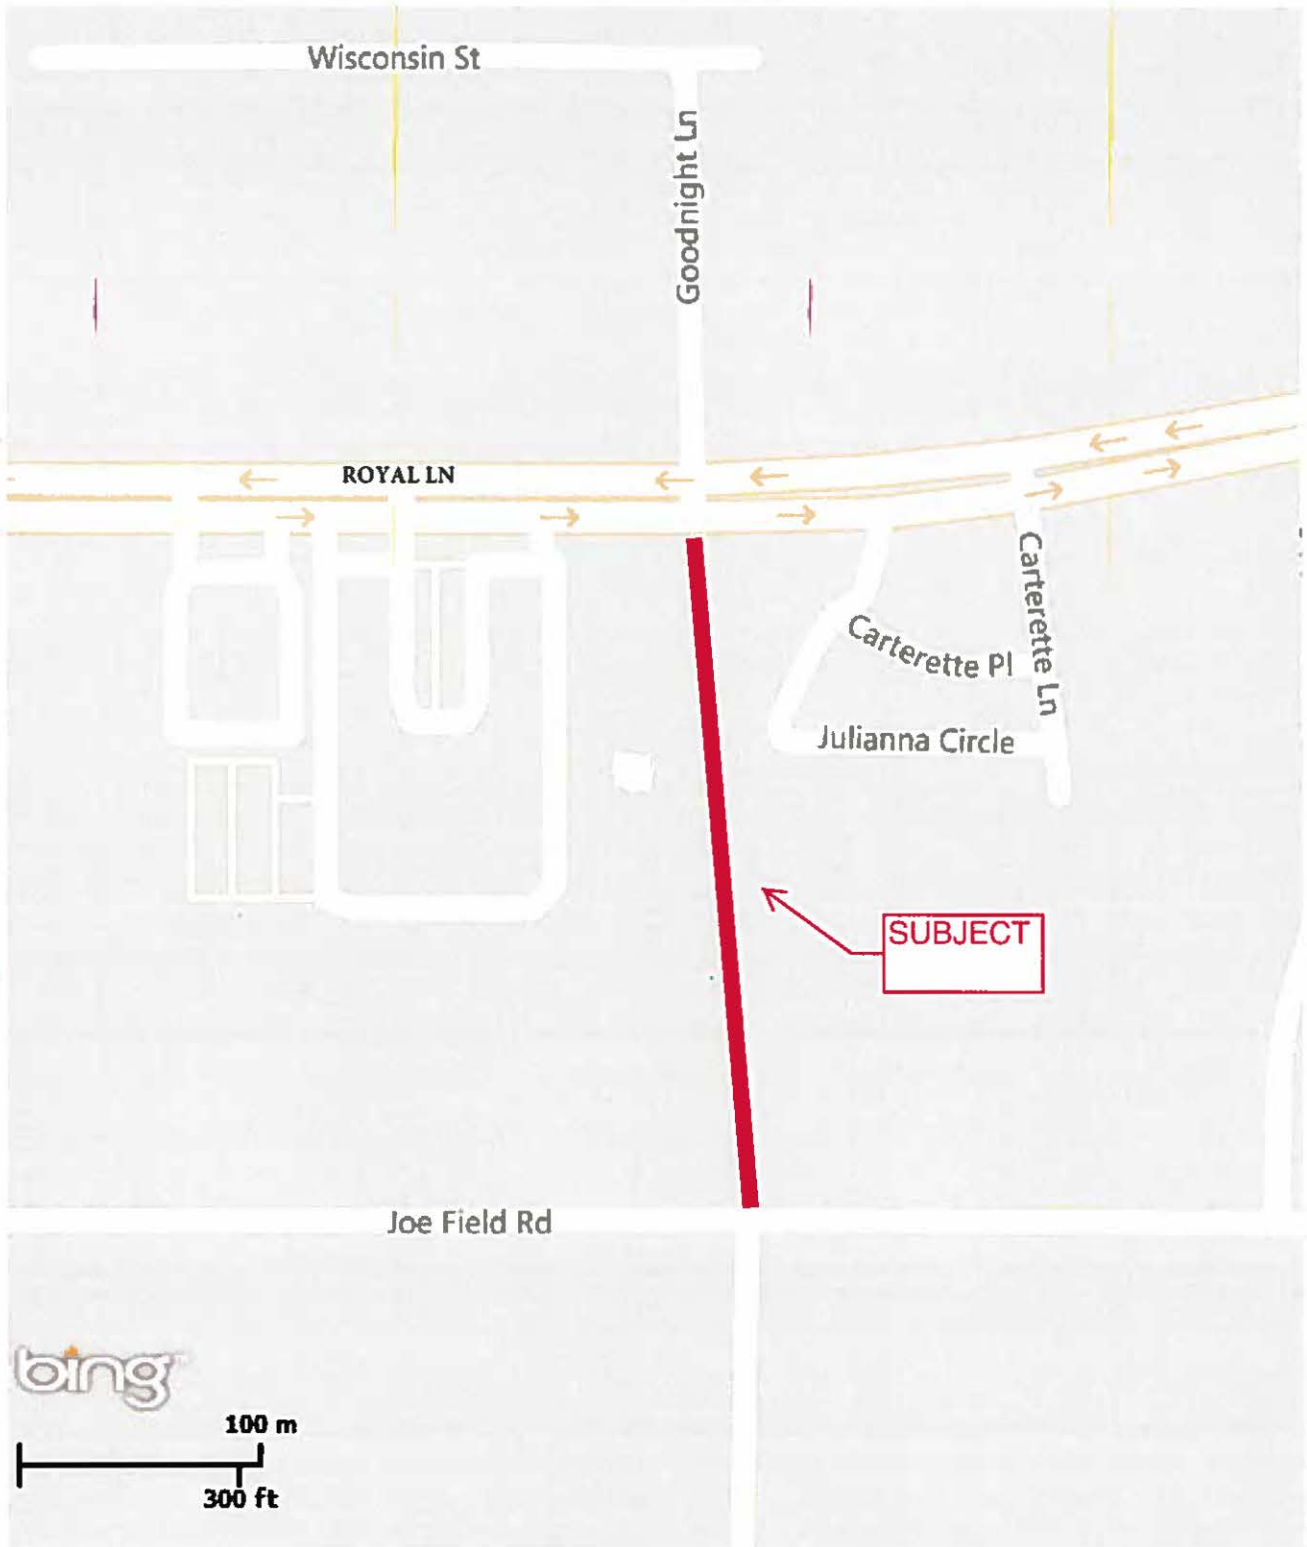 Wisconsin St
Goodnight Ln
ROYAL LN
Carterette Ln
Carterette Pl
Julianna Circle
SUBJECT
Joe Field Rd
bing
100 m
300 ft